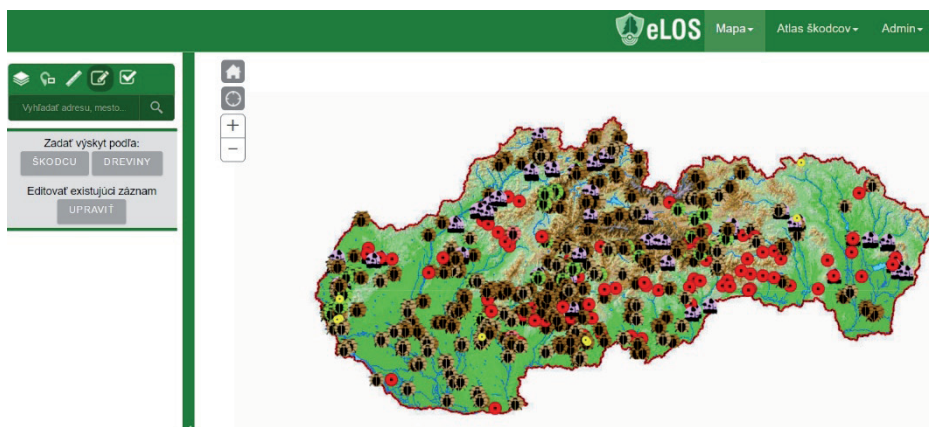 eLOS
Mapa
Atlas škodcov
Admin
Vyhľadať adresu, mesto...
Zadať výskyt podľa:
ŠKODCU
DREVINY
Editovať existujúci záznam
UPRAVIŤ
+
−